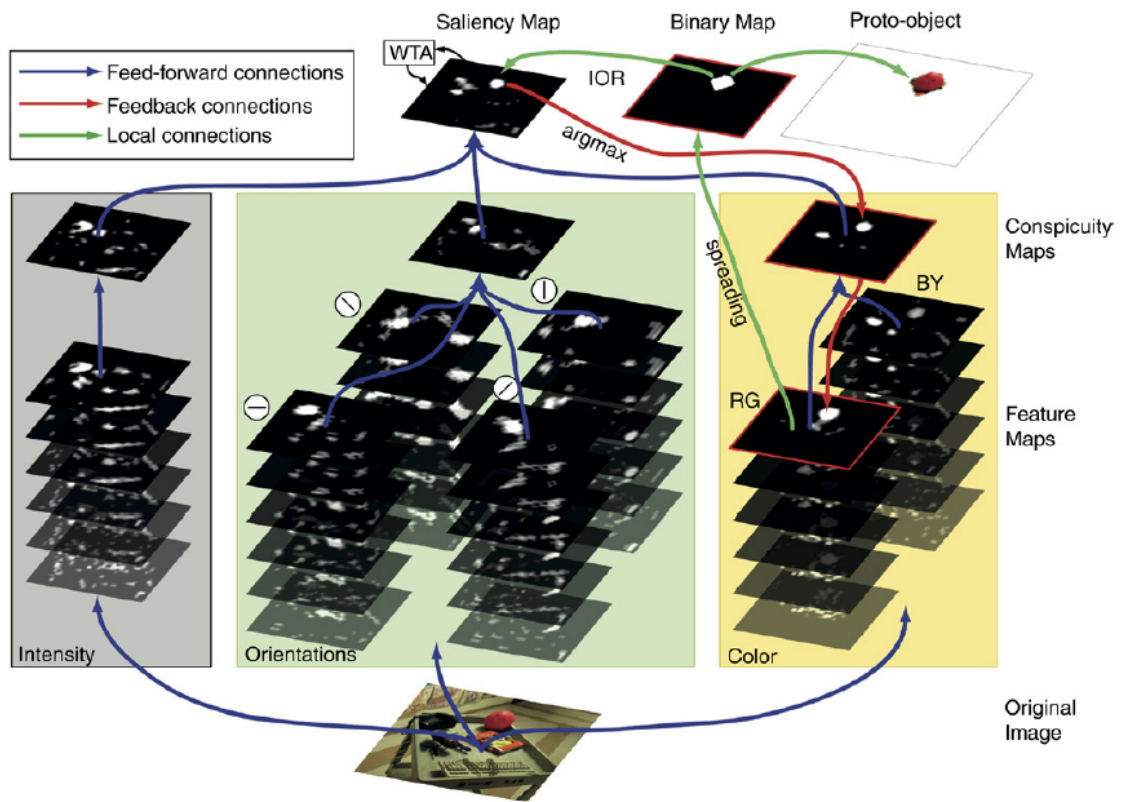 Saliency Map
Binary Map
Proto-object
WTA
IOR
Feed-forward connections
Feedback connections
Local connections
argmax
spreading
Conspicuity
Maps
BY
RG
Feature
Maps
Intensity
Orientations
Color
Original
Image